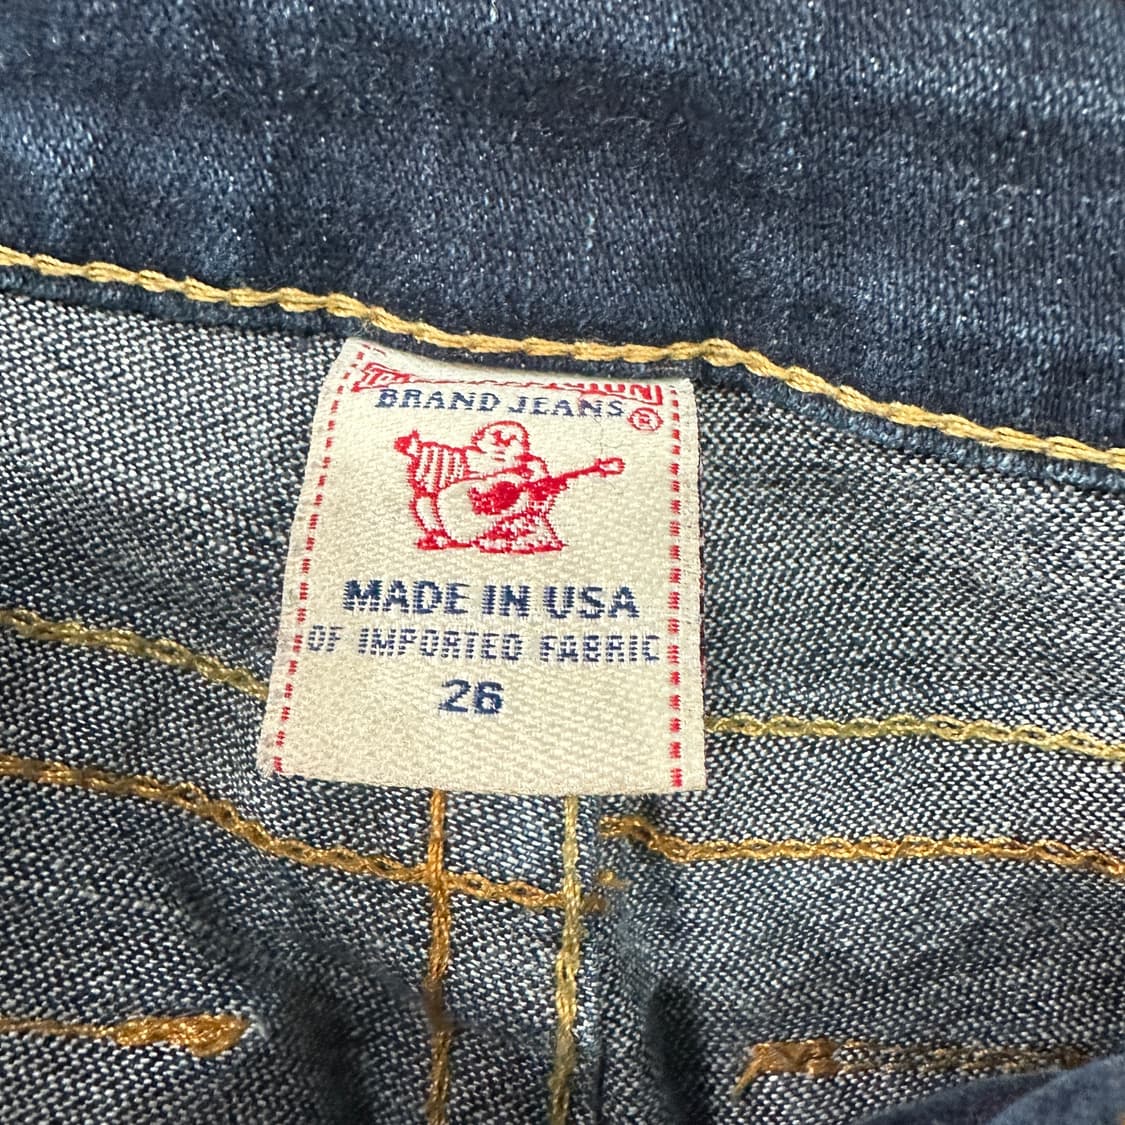 BRAND JEANS®
MADE IN USA
OF IMPORTED FABRIC
26